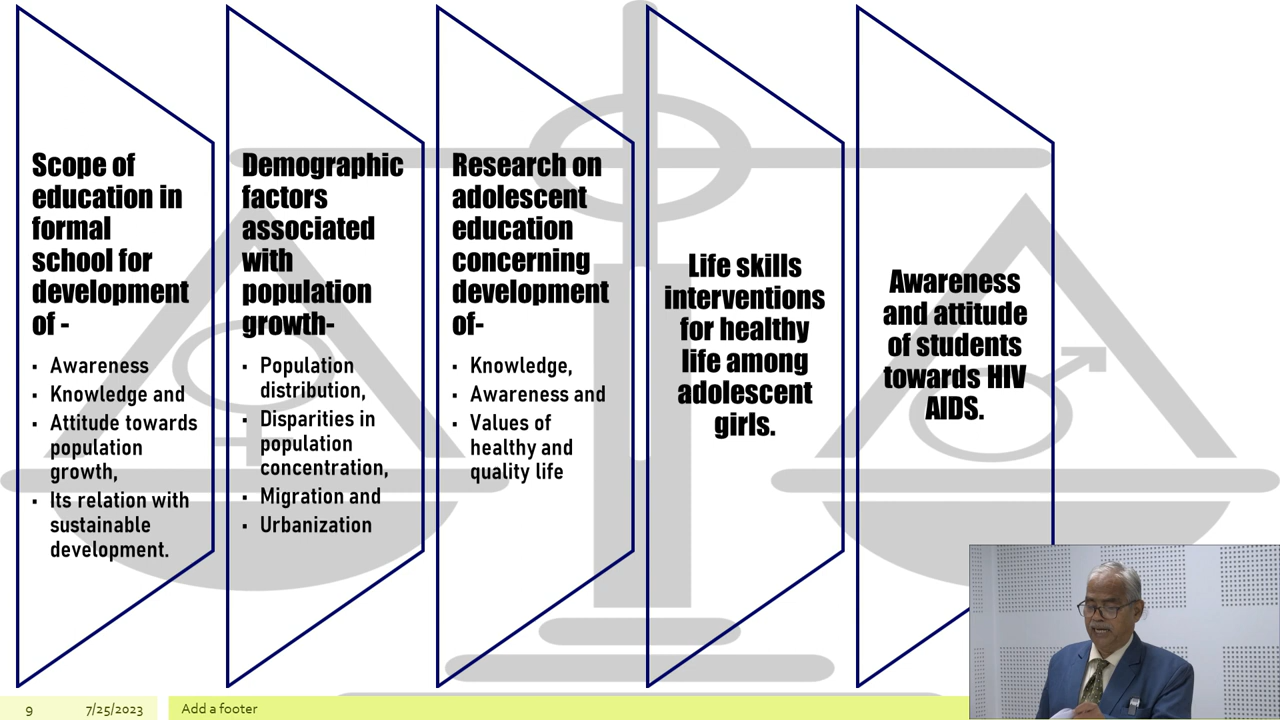 Scope of
education in
formal
school for
development
of -
▪ Awareness
▪ Knowledge and
▪ Attitude towards
population
growth,
▪ Its relation with
sustainable
development.
Demographic
factors
associated
with
population
growth-
▪ Population
distribution,
▪ Disparities in
population
concentration,
▪ Migration and
▪ Urbanization
Research on
adolescent
education
concerning
development
of-
▪ Knowledge,
▪ Awareness and
▪ Values of
healthy and
quality life
Life skills
interventions
for healthy
life among
adolescent
girls.
Awareness
and attitude
of students
towards HIV
AIDS.
9
7/25/2023
Add a footer